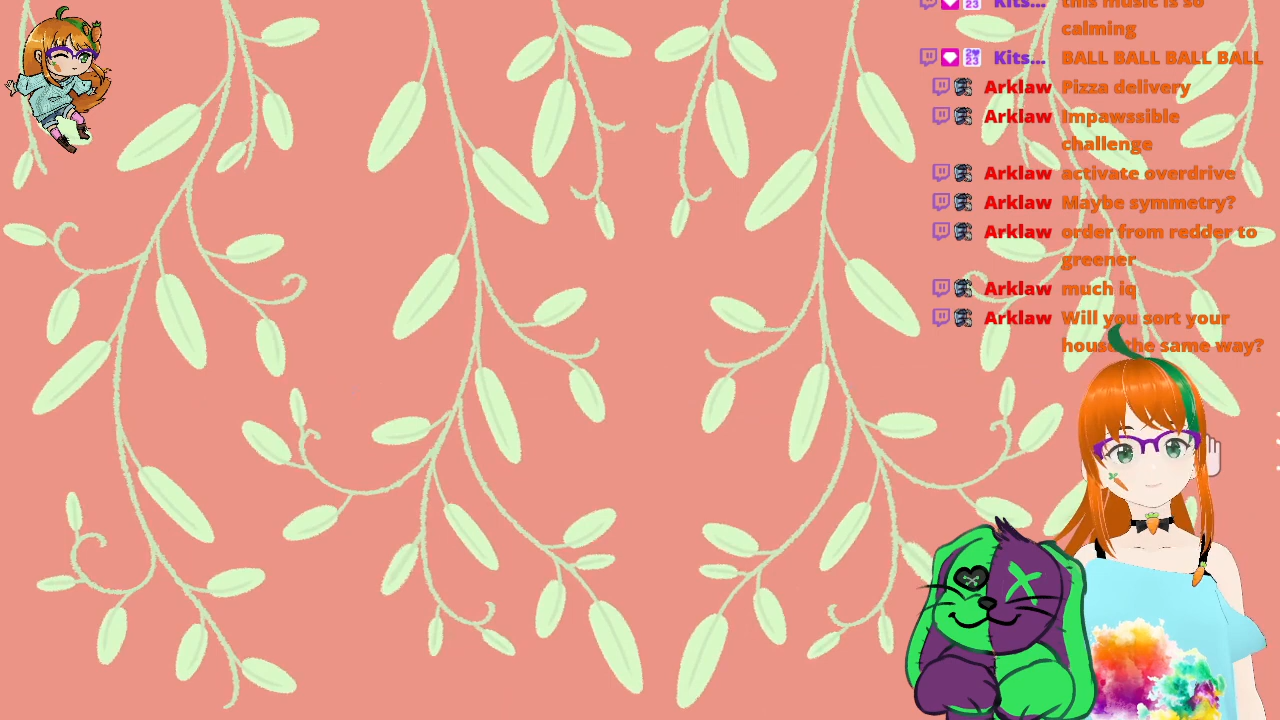 Kits... this music is so
calming
Kits... BALL BALL BALL BALL
Arklaw Pizza delivery
Arklaw Impawssible
challenge
Arklaw activate overdrive
Arklaw Maybe symmetry?
Arklaw order from redder to
greener
Arklaw much iq
Arklaw Will you sort your
house the same way?